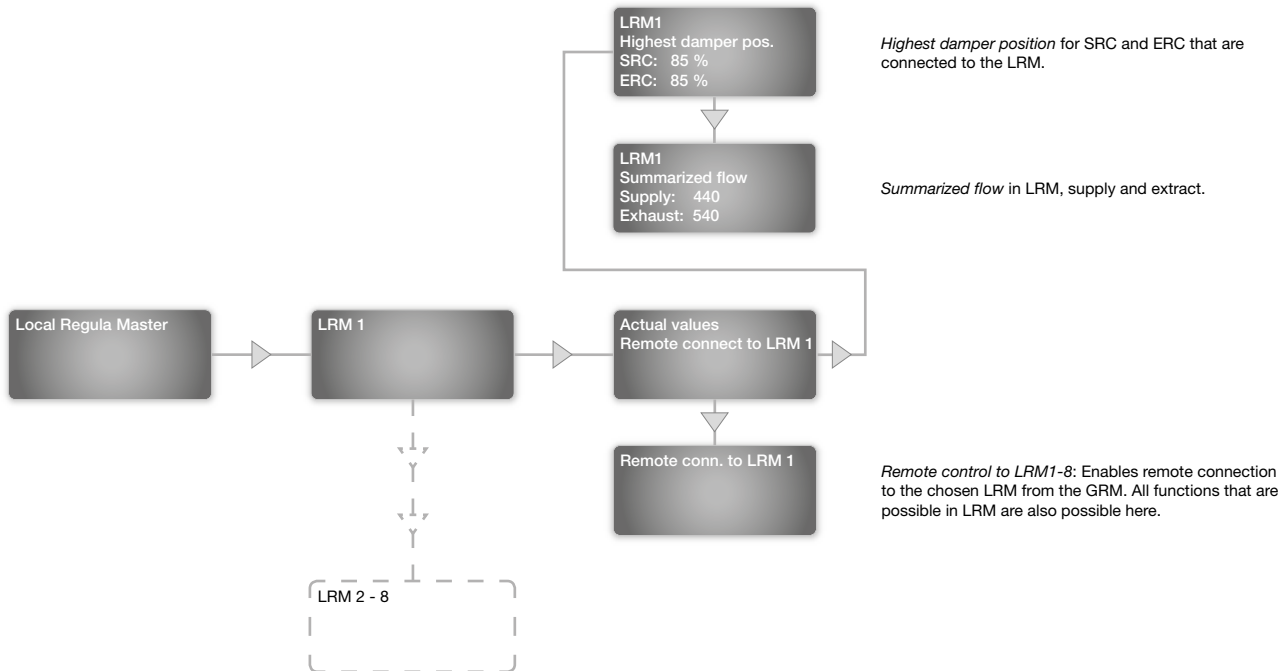 LRM1
Highest damper pos.
SRC: 85 %
ERC: 85 %
Highest damper position for SRC and ERC that are
connected to the LRM.
LRM1
Summarized flow
Supply: 440
Exhaust: 540
Summarized flow in LRM, supply and extract.
Local Regula Master
LRM 1
Actual values
Remote connect to LRM 1
Remote conn. to LRM 1
Remote control to LRM1-8: Enables remote connection
to the chosen LRM from the GRM. All functions that are
possible in LRM are also possible here.
LRM 2 - 8